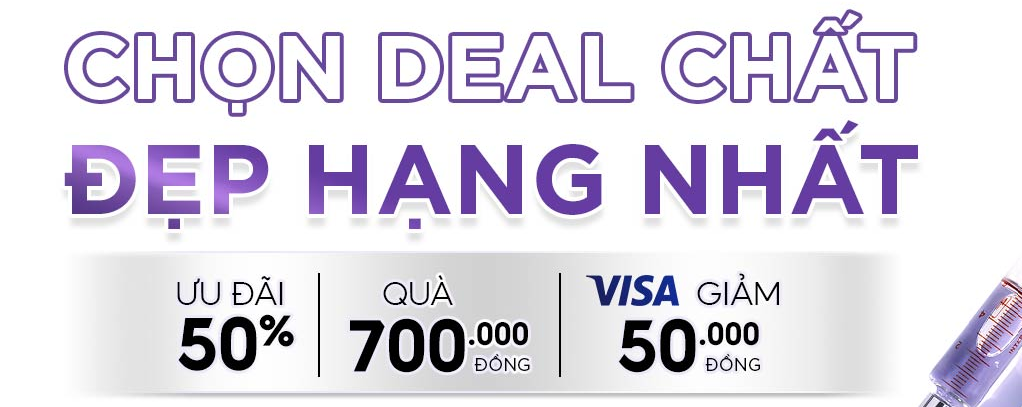 CHỌN DEAL CHẤT
ĐẸP HẠNG NHẤT
ƯU ĐÃI
50%
QUÀ
700.000
ĐỒNG
VISA GIẢM
50.000
ĐỒNG